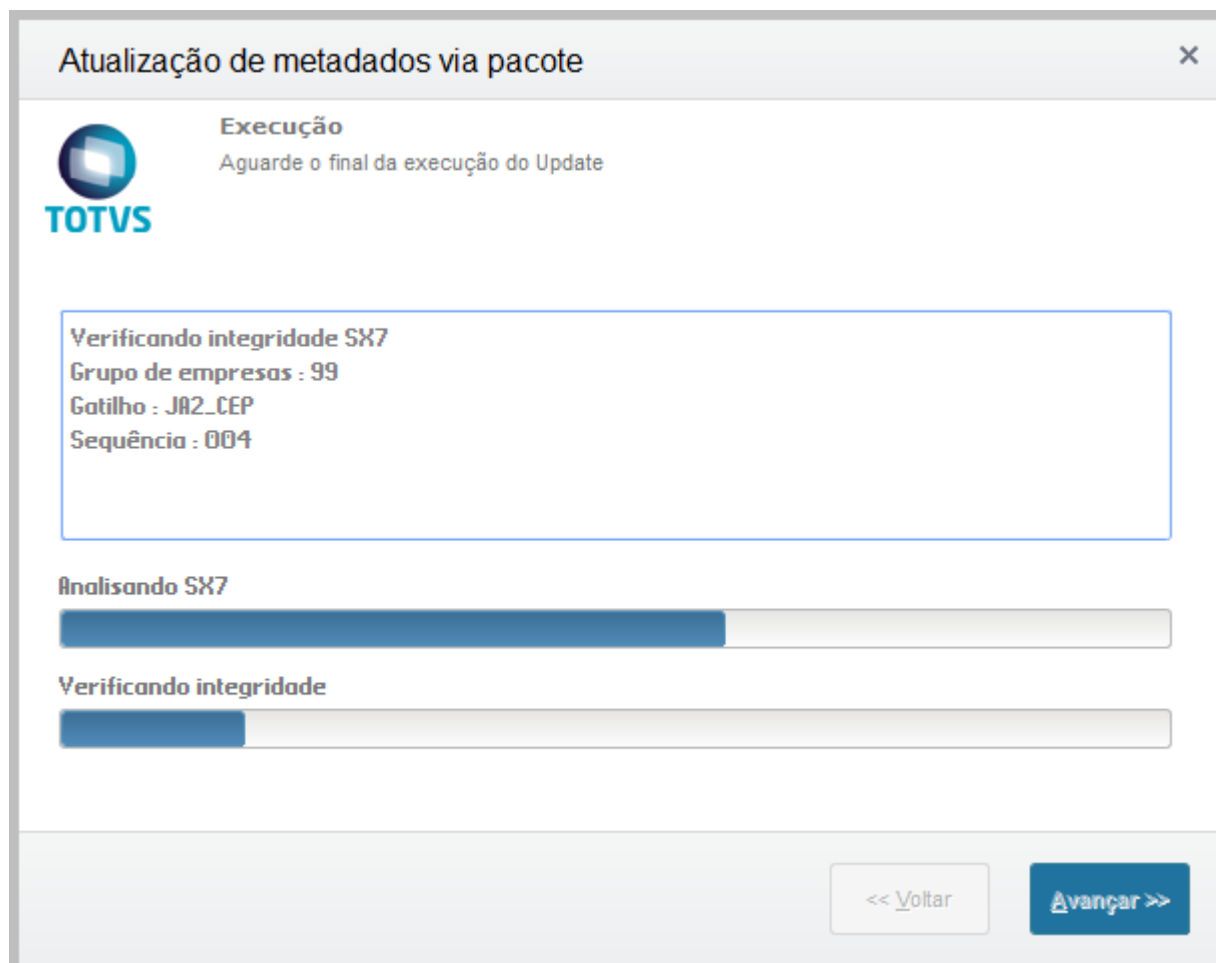 Atualização de metadados via pacote
×
Execução
Aguarde o final da execução do Update
TOTVS
Verificando integridade SX7
Grupo de empresas : 99
Gatilho : JA2_CEP
Sequência : 004
Analisando SX7
Verificando integridade
<< Voltar
Avançar >>